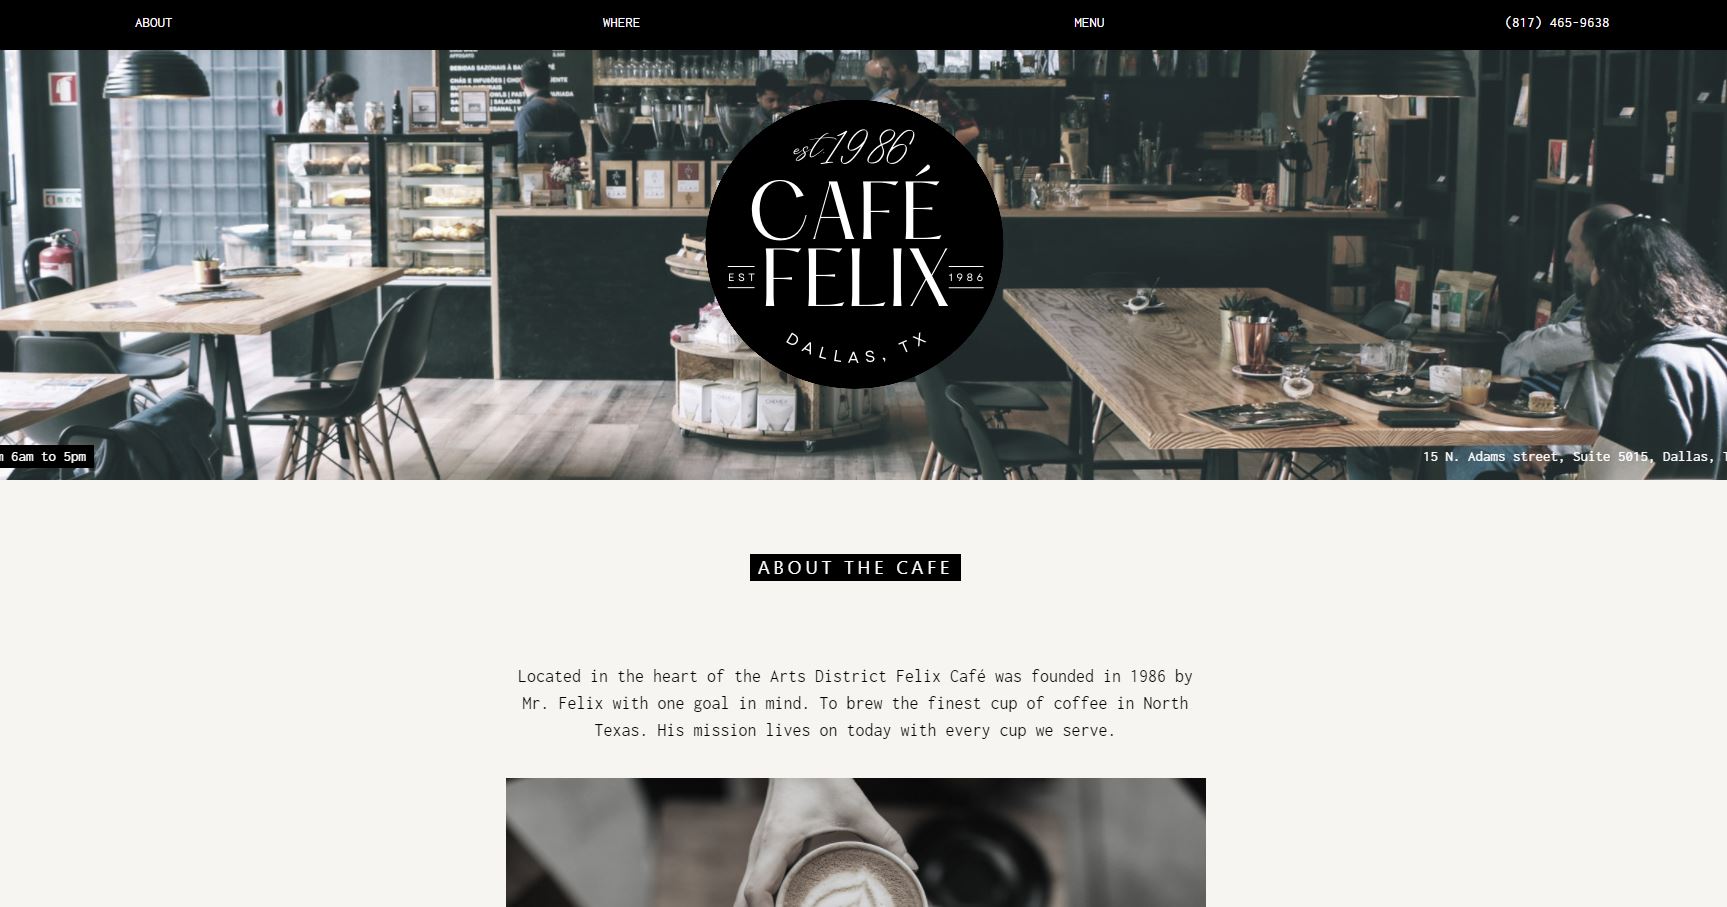 ABOUT
WHERE
MENU
(817) 465-9638
BEBIDAS SAZONAIS À
est. 1986
CAFÉ
EST FELIX 1986
DALLAS, TX
6am to 5pm
15 N. Adams street, Suite 5015, Dallas,
ABOUT THE CAFE
Located in the heart of the Arts District Felix Café was founded in 1986 by
Mr. Felix with one goal in mind. To brew the finest cup of coffee in North
Texas. His mission lives on today with every cup we serve.